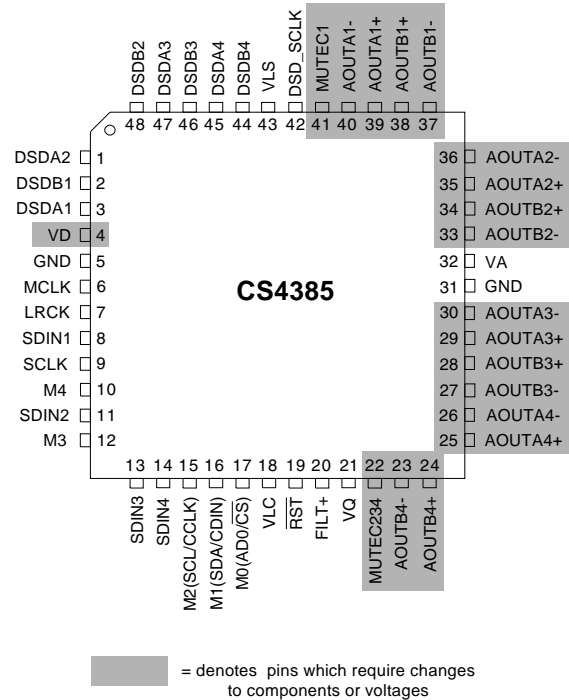 DSDB2
DSDA3
DSDB3
DSDA4
DSDB4
VLS
DSD_SCLK
MUTEC1
AOUTA1-
AOUTA1+
AOUTB1+
AOUTB1-
48 47 46 45 44 43 42 41 40 39 38 37
DSDA2 1
DSDB1 2
DSDA1 3
VD 4
GND 5
MCLK 6
LRCK 7
SDIN1 8
SCLK 9
M4 10
SDIN2 11
M3 12
CS4385
36 AOUTA2-
35 AOUTA2+
34 AOUTB2+
33 AOUTB2-
32 VA
31 GND
30 AOUTA3-
29 AOUTA3+
28 AOUTB3+
27 AOUTB3-
26 AOUTA4-
25 AOUTA4+
13 14 15 16 17 18 19 20 21 22 23 24
SDIN3
SDIN4
M2(SCL/CCLK)
M1(SDA/CDIN)
M0(AD0/C̅S̅)
VLC
R̅S̅T̅
FILT+
VQ
MUTEC234
AOUTB4-
AOUTB4+
= denotes pins which require changes
to components or voltages